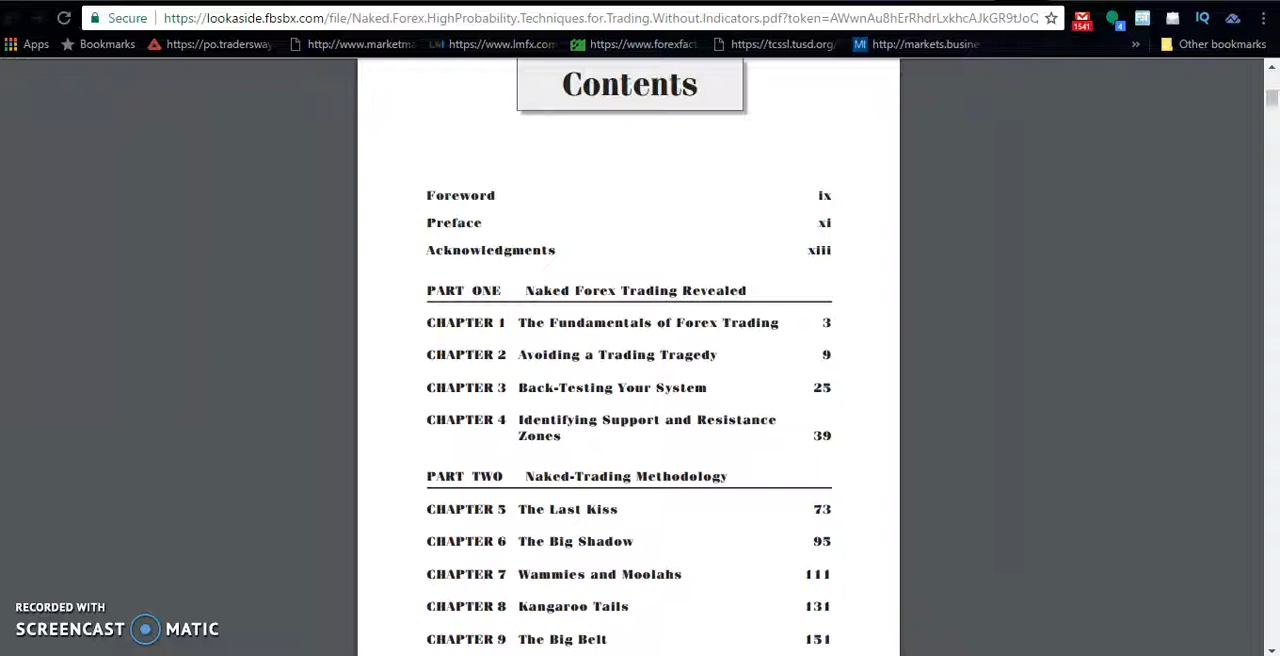 Secure https://lookaside.fbsbx.com/file/Naked.Forex.HighProbability.Techniques.for.Trading.Without.Indicators.pdf?token=
1541 4 IQ
Apps Bookmarks https://po.tradersway http://www.marketm https://www.lmfx.com https://www.forexfact https://tcssl.tusd.org/ MI http://markets.busine » Other bookmarks
Contents
Foreword ix
Preface xi
Acknowledgments xiii
PART ONE Naked Forex Trading Revealed
CHAPTER 1 The Fundamentals of Forex Trading 3
CHAPTER 2 Avoiding a Trading Tragedy 9
CHAPTER 3 Back-Testing Your System 25
CHAPTER 4 Identifying Support and Resistance
Zones 39
PART TWO Naked-Trading Methodology
CHAPTER 5 The Last Kiss 73
CHAPTER 6 The Big Shadow 95
CHAPTER 7 Wammies and Moolahs 111
CHAPTER 8 Kangaroo Tails 131
CHAPTER 9 The Big Belt 151
RECORDED WITH
SCREENCAST MATIC